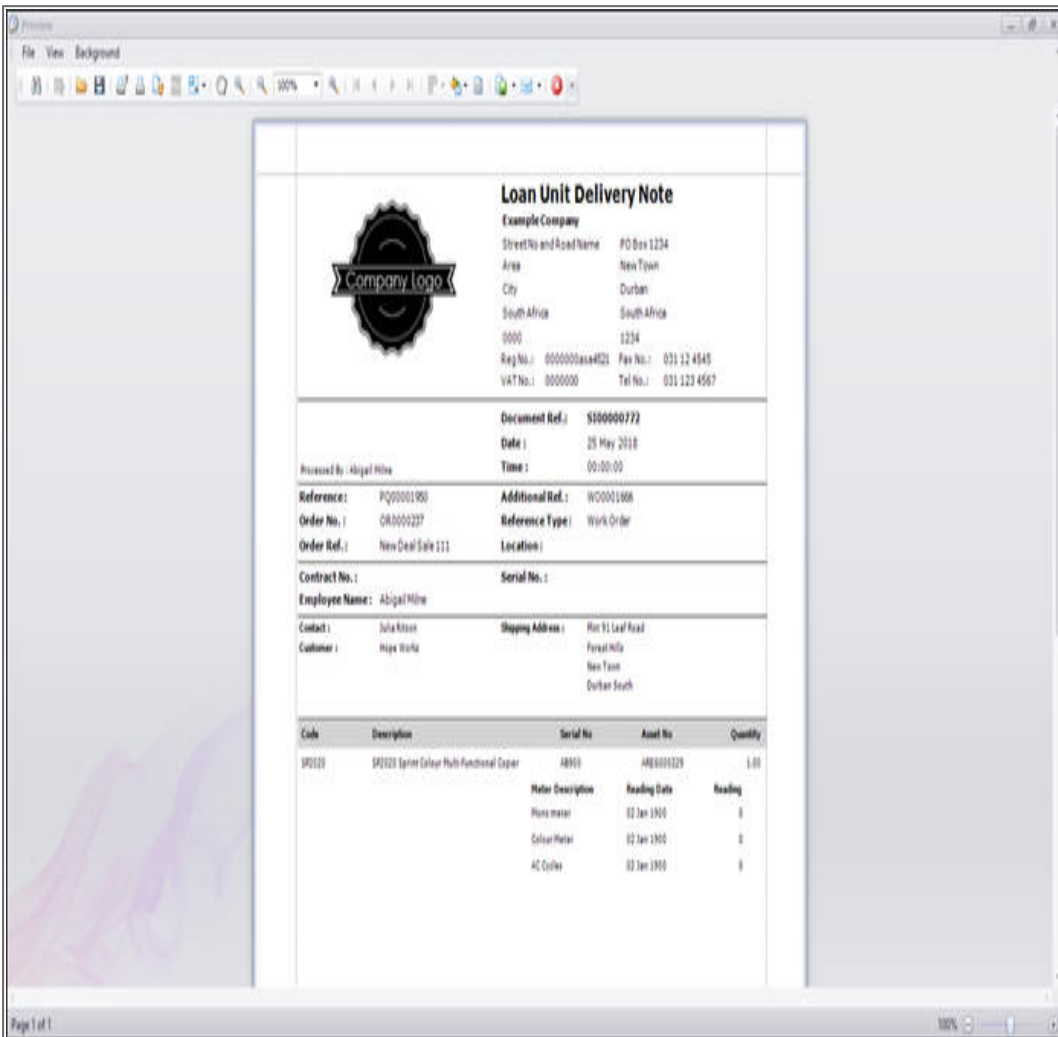 Preview
File View Background
100%
Loan Unit Delivery Note
Example Company
Street No and Road Name PO Box 1234
Area New Town
City Durban
South Africa South Africa
0000 1234
Reg No.: 0000000asa4521 Fax No.: 031 12 4545
VAT No.: 0000000 Tel No.: 031 123 4567
Company Logo
Document Ref.: SI00000772
Date : 25 May 2018
Processed By : Abigail Milne Time : 00:00:00
Reference : PQ00001950 Additional Ref. : WO0001666
Order No. : OR0000237 Reference Type : Work Order
Order Ref. : New Deal Sale 111 Location :
Contract No. : Serial No. :
Employee Name : Abigail Milne
Contact : Julia Shipping Address : 91 Leaf Road
Customer : Hope Works Forest Hills
New Town
Durban South
Code Description Serial No Asset No Quantity
SP2020 SP2020 Sprint Colour Multi-Functional Copier AB900 1.00
Meter Description Reading Date Reading
Mono meter 02 Jan 1900 0
Colour Meter 02 Jan 1900 0
AC Cycles 1900 0
Page 1 of 1 100%